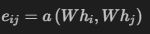 e_{ij} = a (Wh_i, Wh_j)